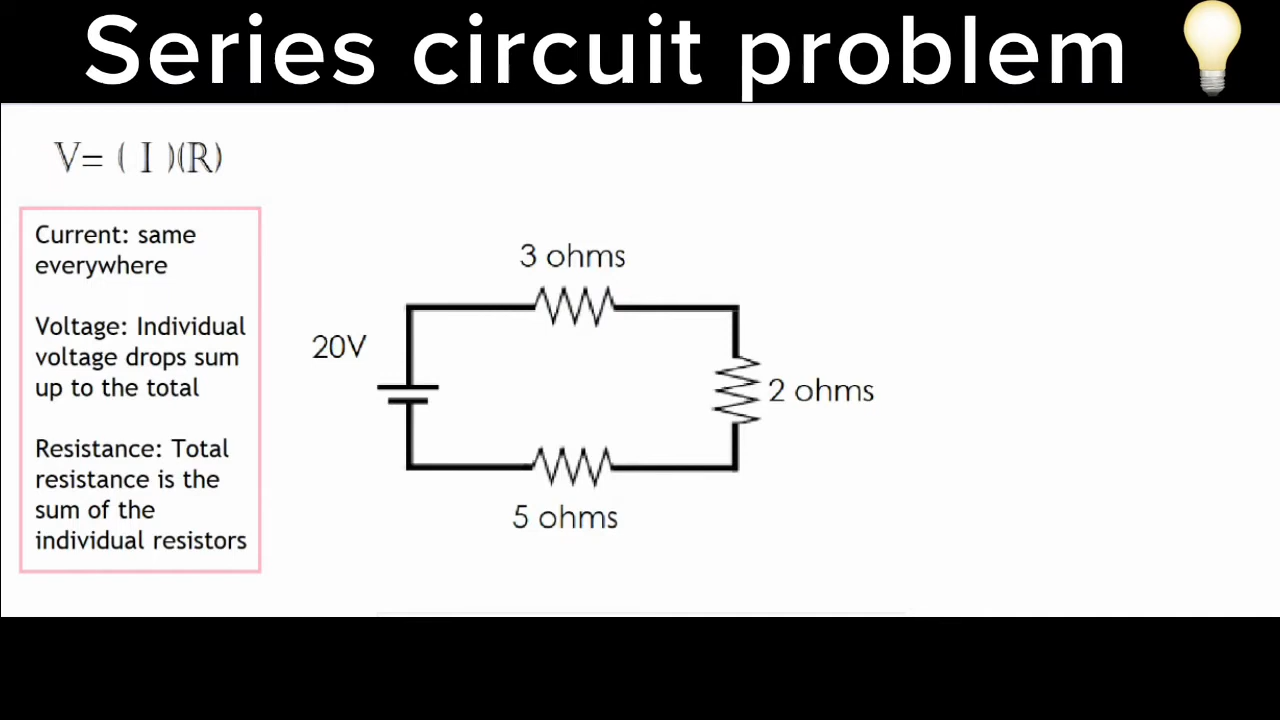 Series circuit problem
V= ( I )(R)
Current: same
everywhere
Voltage: Individual
voltage drops sum
up to the total
Resistance: Total
resistance is the
sum of the
individual resistors
3 ohms
20V
2 ohms
5 ohms